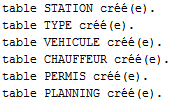 table STATION créé(e).
table TYPE créé(e).
table VEHICULE créé(e).
table CHAUFFEUR créé(e).
table PERMIS créé(e).
table PLANNING créé(e).